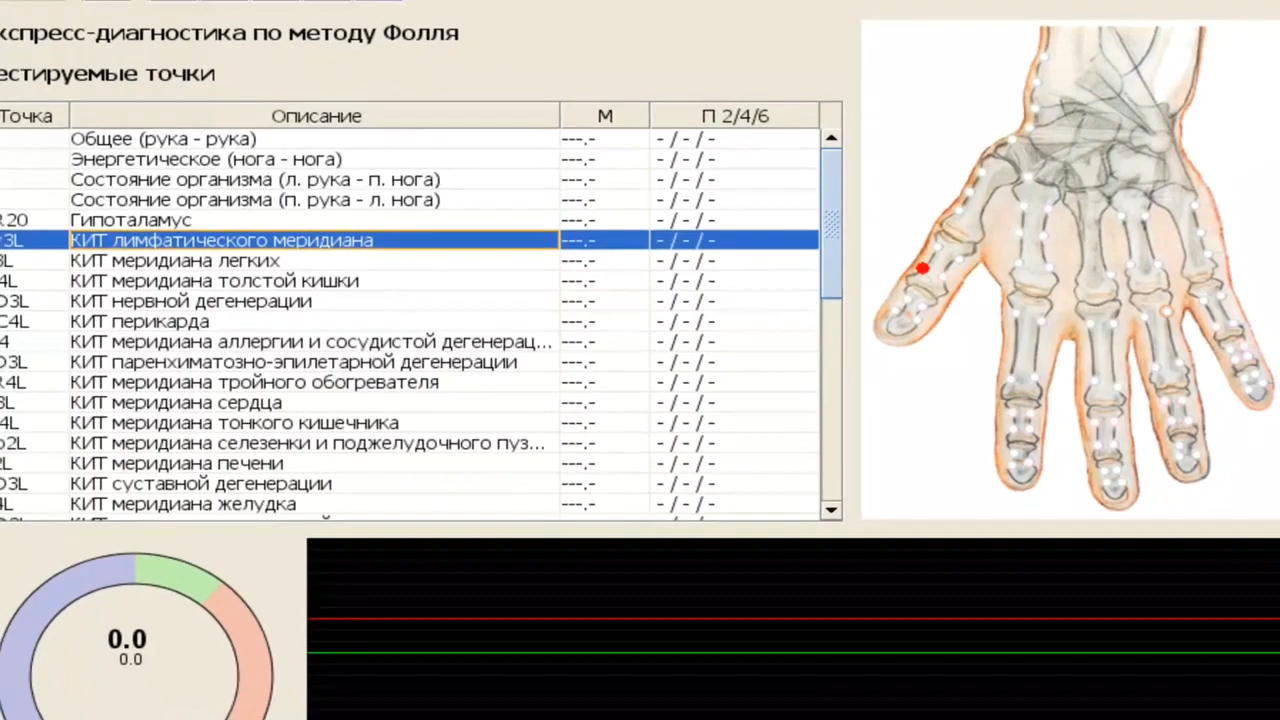 кспресс-диагностика по методу Фолля
естируемые точки
Точка Описание М П 2/4/6
Общее (рука - рука) ---.- - / - / -
Энергетическое (нога - нога) ---.- - / - / -
Состояние организма (л. рука - п. нога) ---.- - / - / -
Состояние организма (п. рука - л. нога) ---.- - / - / -
R20 Гипоталамус ---.- - / - / -
3L КИТ лимфатического меридиана ---.- - / - / -
3L КИТ меридиана легких ---.- - / - / -
4L КИТ меридиана толстой кишки ---.- - / - / -
D3L КИТ нервной дегенерации ---.- - / - / -
C4L КИТ перикарда ---.- - / - / -
4 КИТ меридиана аллергии и сосудистой дегенерац... ---.- - / - / -
D3L КИТ паренхиматозно-эпилетарной дегенерации ---.- - / - / -
R4L КИТ меридиана тройного обогревателя ---.- - / - / -
3L КИТ меридиана сердца ---.- - / - / -
4L КИТ меридиана тонкого кишечника ---.- - / - / -
2L КИТ меридиана селезенки и поджелудочного пуз... ---.- - / - / -
L КИТ меридиана печени ---.- - / - / -
D3L КИТ суставной дегенерации ---.- - / - / -
4L КИТ меридиана желудка ---.- - / - / -
0.0
0.0